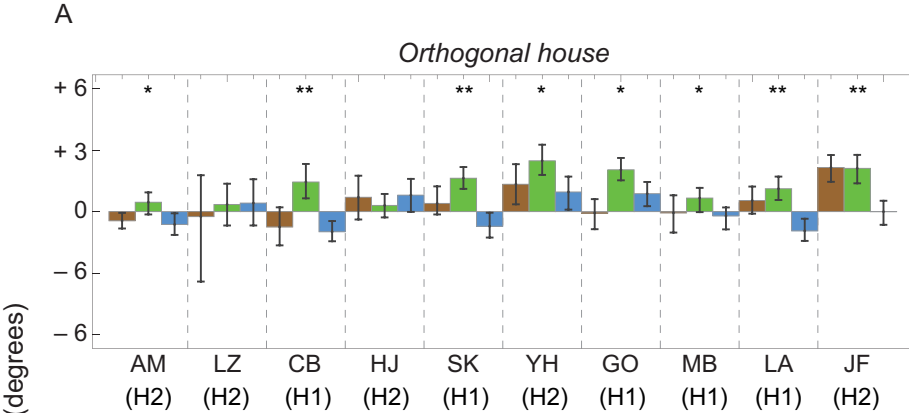 A
Orthogonal house
+ 6
* ** ** * * * ** **
+ 3
0
– 6
– 6
(degrees)
AM LZ CB HJ SK YH GO MB LA JF
(H2) (H2) (H1) (H2) (H1) (H2) (H1) (H1) (H1) (H2)